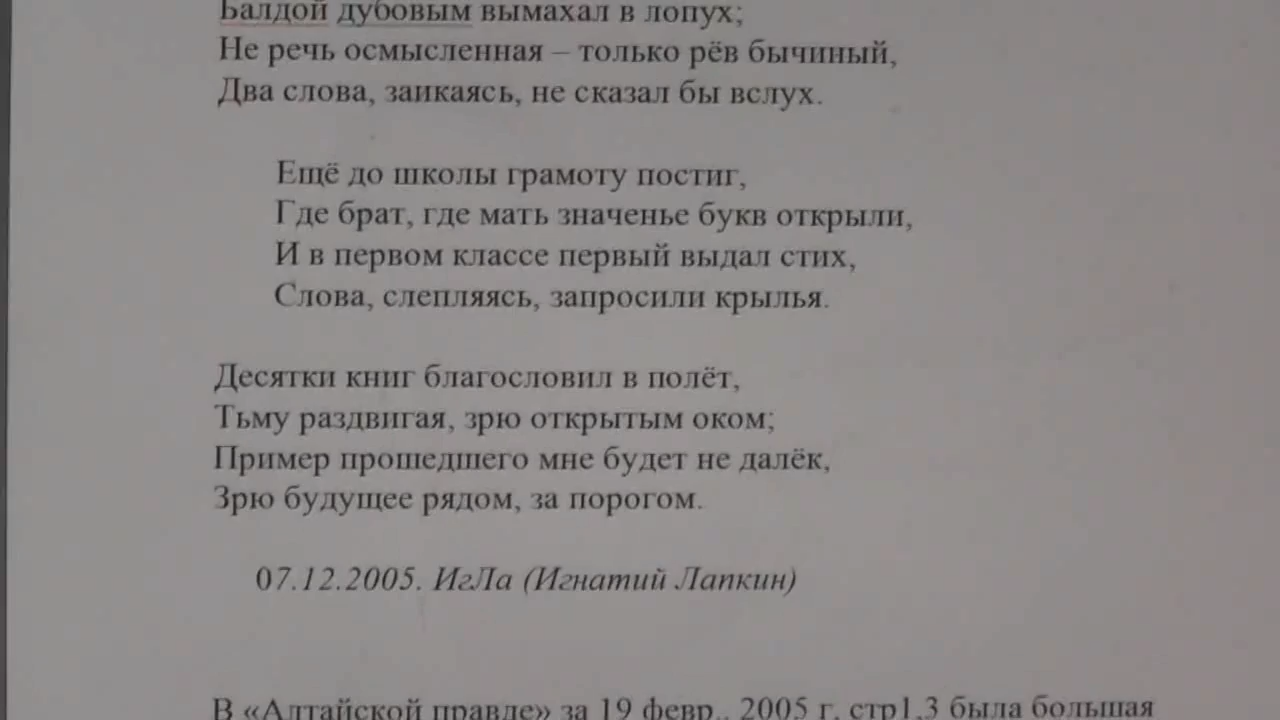 Балдой дубовым вымахал в лопух;
Не речь осмысленная – только рёв бычиный,
Два слова, заикаясь, не сказал бы вслух.
Ещё до школы грамоту постиг,
Где брат, где мать значенье букв открыли,
И в первом классе первый выдал стих,
Слова, слепляясь, запросили крылья.
Десятки книг благословил в полёт,
Тьму раздвигая, зрю открытым оком;
Пример прошедшего мне будет не далёк,
Зрю будущее рядом, за порогом.
07.12.2005. ИгЛа (Игнатий Лапкин)
В «Алтайской правде» за 19 февр., 2005 г. стр1,3 была большая